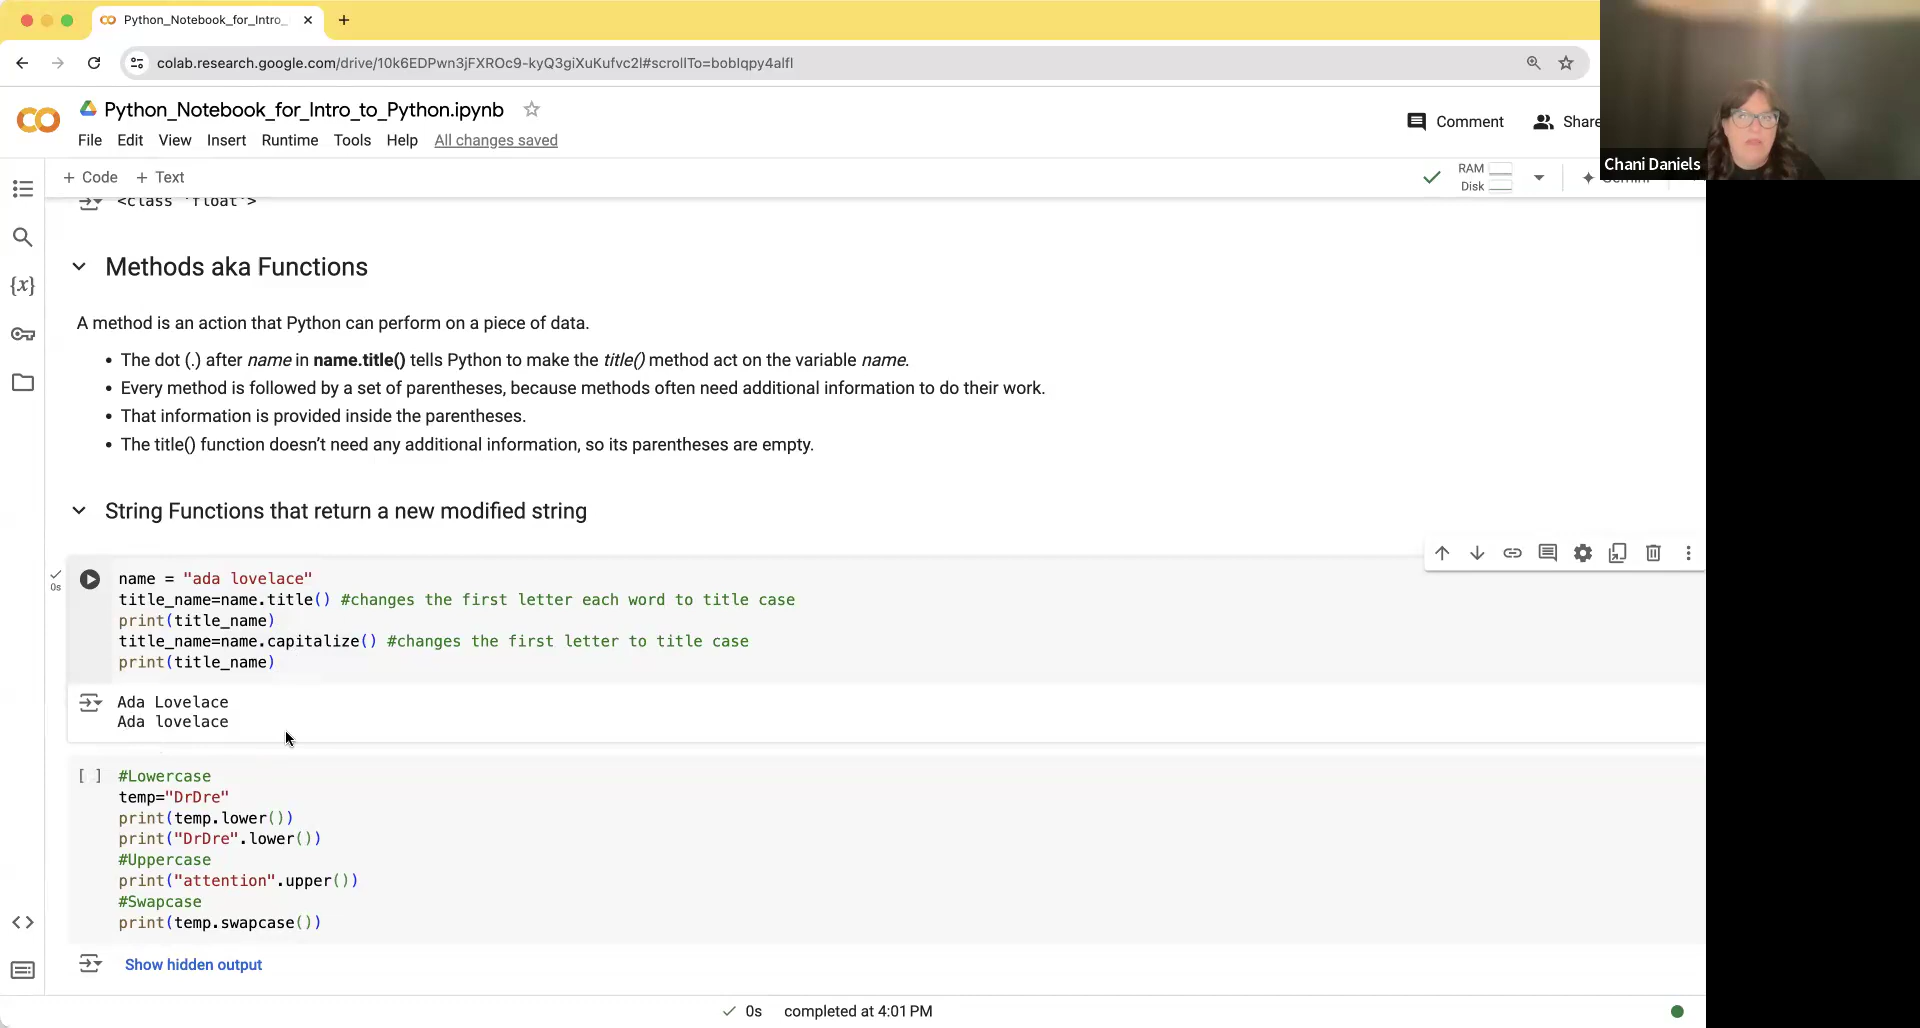 Python_Notebook_for_Intro_
colab.research.google.com/drive/10k6EDPwn3jFXROc9-kyQ3giXuKufvc2l#scrollTo=boblqpy4alfl
Python_Notebook_for_Intro_to_Python.ipynb
File Edit View Insert Runtime Tools Help All changes saved
Comment Share
Chani Daniels
+ Code + Text
RAM
Disk
Gemini
<class 'float'>
Methods aka Functions
A method is an action that Python can perform on a piece of data.
• The dot (.) after name in name.title() tells Python to make the title() method act on the variable name.
• Every method is followed by a set of parentheses, because methods often need additional information to do their work.
• That information is provided inside the parentheses.
• The title() function doesn’t need any additional information, so its parentheses are empty.
String Functions that return a new modified string
0s
name = "ada lovelace"
title_name=name.title() #changes the first letter each word to title case
print(title_name)
title_name=name.capitalize() #changes the first letter to title case
print(title_name)
Ada Lovelace
Ada lovelace
[ ] #Lowercase
temp="DrDre"
print(temp.lower())
print("DrDre".lower())
#Uppercase
print("attention".upper())
#Swapcase
print(temp.swapcase())
Show hidden output
0s completed at 4:01 PM